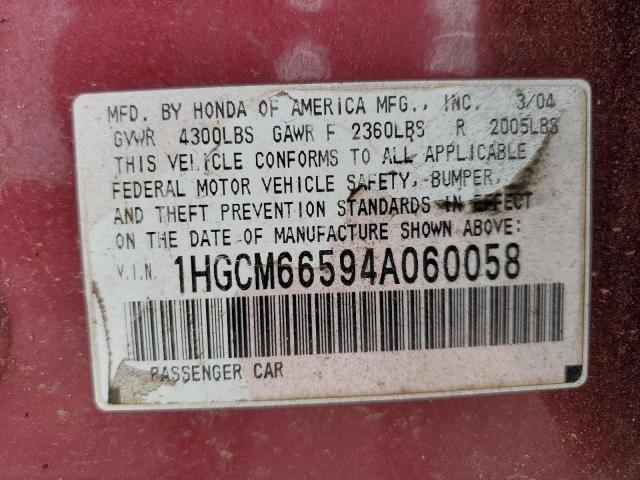 MFD. BY HONDA OF AMERICA MFG., INC. 3/04
GVWR 4300LBS GAWR F 2360LBS R 2005LBS
THIS VEHICLE CONFORMS TO ALL APPLICABLE
FEDERAL MOTOR VEHICLE SAFETY, BUMPER,
AND THEFT PREVENTION STANDARDS IN EFFECT
ON THE DATE OF MANUFACTURE SHOWN ABOVE:
V.I.N. 1HGCM66594A060058
PASSENGER CAR